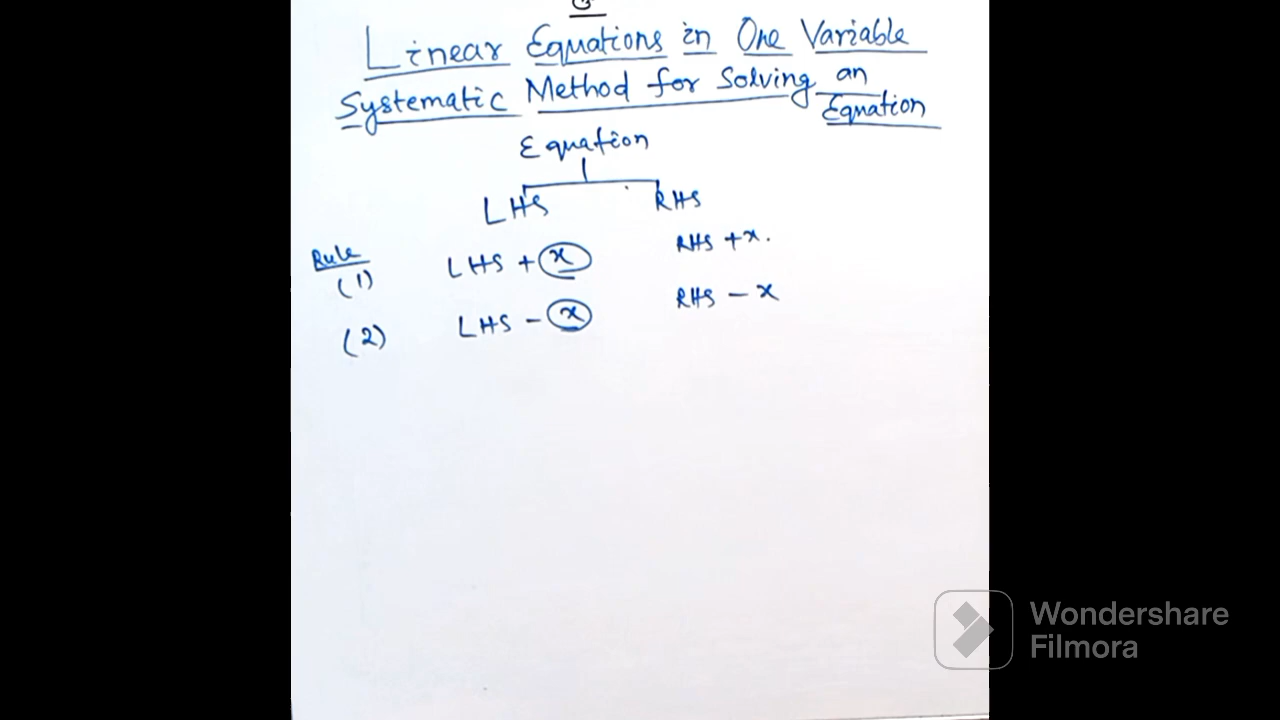 Linear Equations in One Variable
Systematic Method for Solving an
Equation
Equation
LHS RHS
Rule
(1) LHS + x RHS + x.
(2) LHS - x RHS - x
Wondershare
Filmora